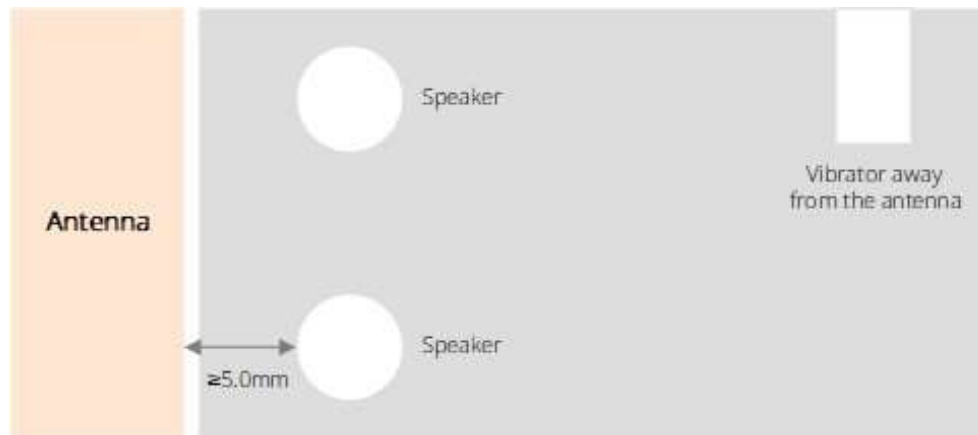 Speaker
Vibrator away
from the antenna
Antenna
Speaker
≥5.0mm